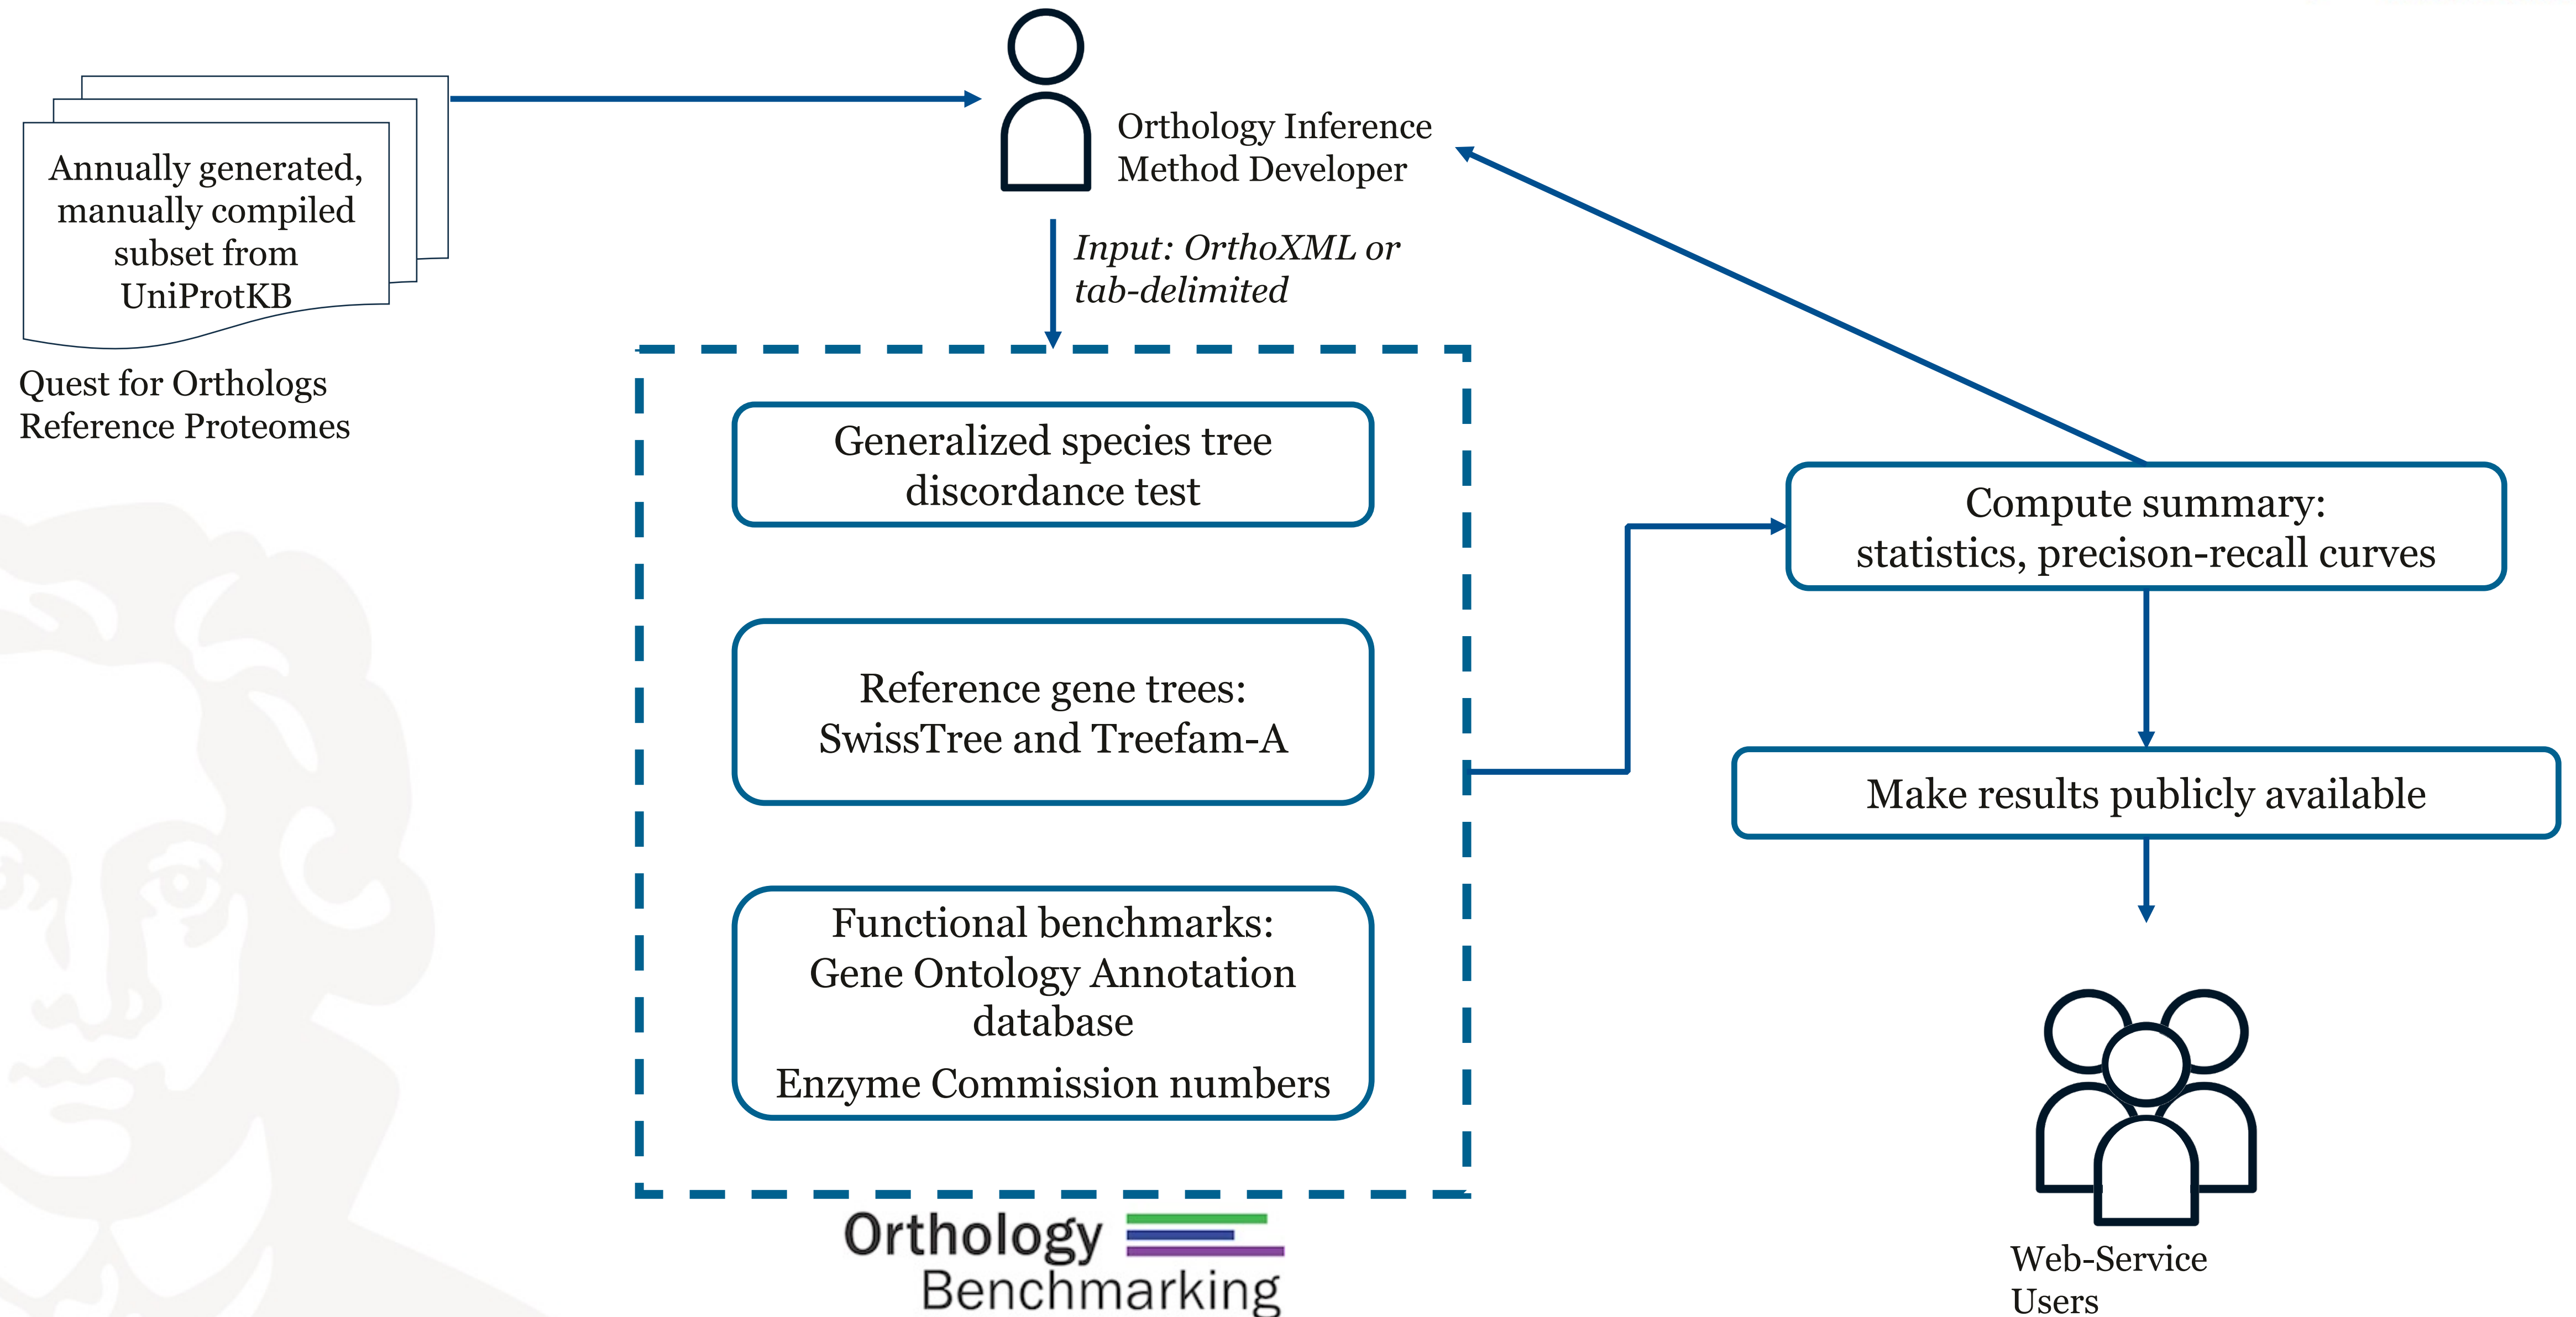 Annually generated,
manually compiled
subset from
UniProtKB
Quest for Orthologs
Reference Proteomes
Orthology Inference
Method Developer
Input: OrthoXML or
tab-delimited
Generalized species tree
discordance test
Reference gene trees:
SwissTree and Treefam-A
Functional benchmarks:
Gene Ontology Annotation
database
Enzyme Commission numbers
Orthology
Benchmarking
Compute summary:
statistics, precison-recall curves
Make results publicly available
Web-Service
Users